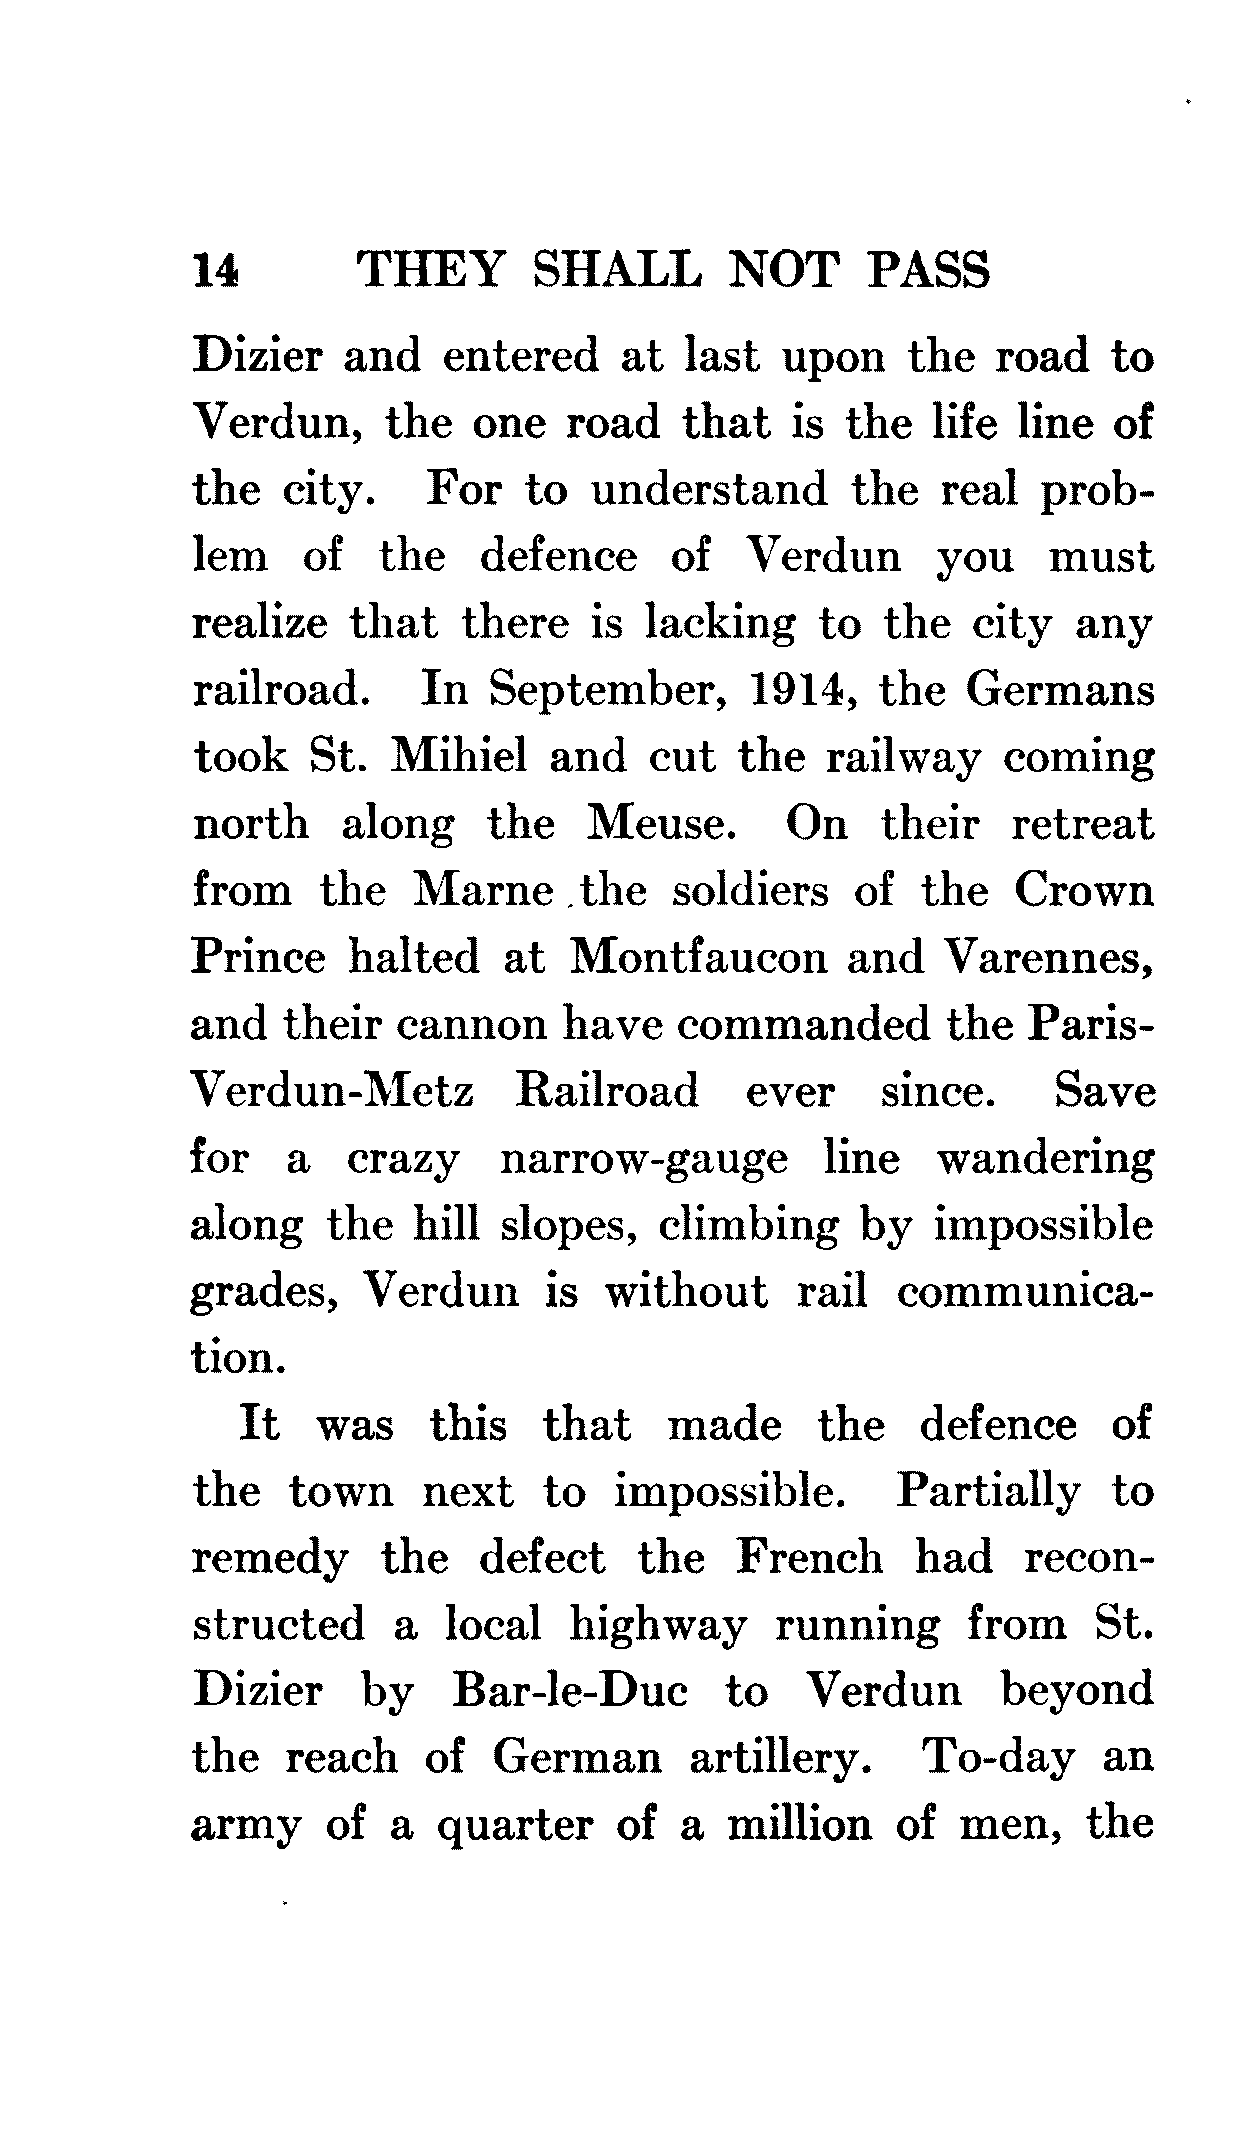 14 THEY SHALL NOT PASS
Dizier and entered at last upon the road to
Verdun, the one road that is the life line of
the city. For to understand the real prob-
lem of the defence of Verdun you must
realize that there is lacking to the city any
railroad. In September, 1914, the Germans
took St. Mihiel and cut the railway coming
north along the Meuse. On their retreat
from the Marne the soldiers of the Crown
Prince halted at Montfaucon and Varennes,
and their cannon have commanded the Paris-
Verdun-Metz Railroad ever since. Save
for a crazy narrow-gauge line wandering
along the hill slopes, climbing by impossible
grades, Verdun is without rail communica-
tion.
It was this that made the defence of
the town next to impossible. Partially to
remedy the defect the French had recon-
structed a local highway running from St.
Dizier by Bar-le-Duc to Verdun beyond
the reach of German artillery. To-day an
army of a quarter of a million of men, the